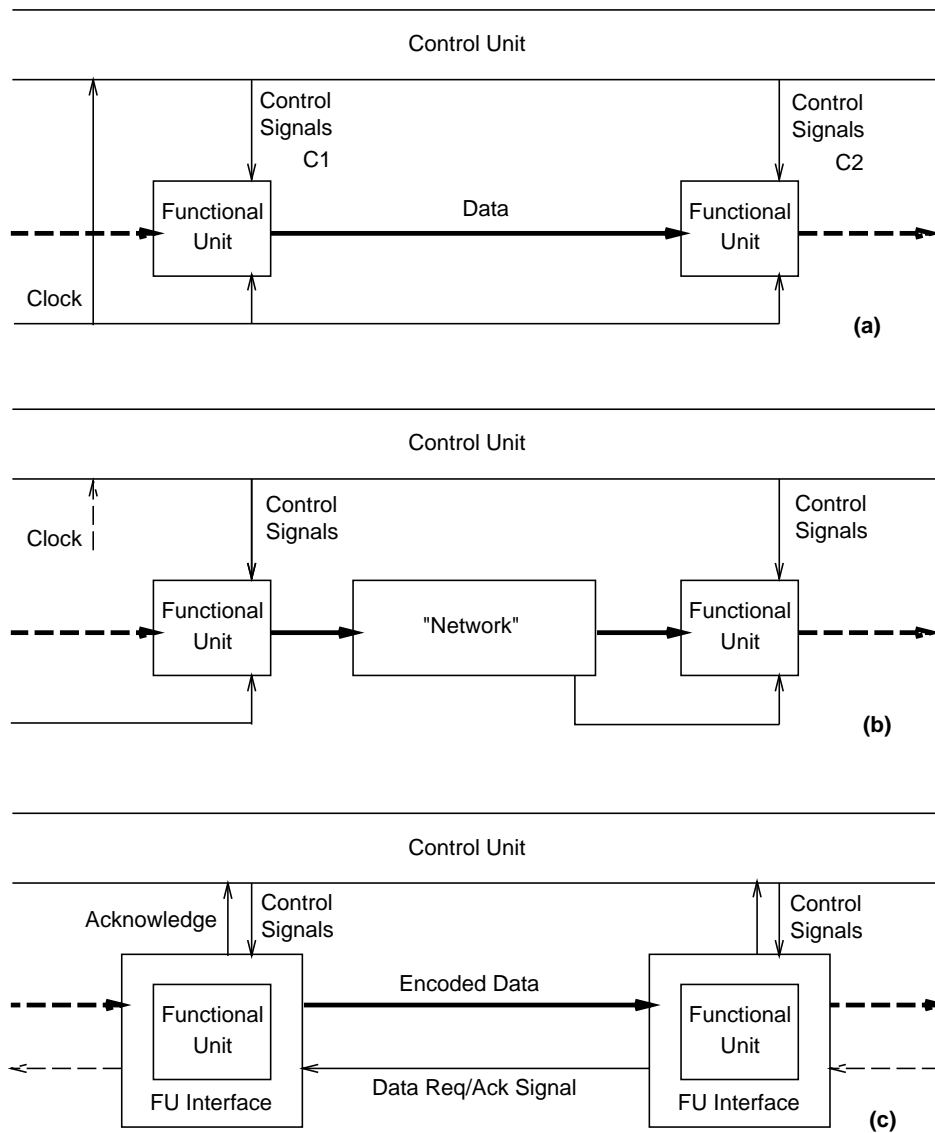 Control Unit
Control
Signals
C1
Control
Signals
C2
Functional
Unit
Data
Functional
Unit
Clock
(a)
Control Unit
Control
Signals
Control
Signals
Clock
Functional
Unit
"Network"
Functional
Unit
(b)
Control Unit
Acknowledge
Control
Signals
Control
Signals
Encoded Data
Functional
Unit
Functional
Unit
Data Req/Ack Signal
FU Interface
FU Interface
(c)